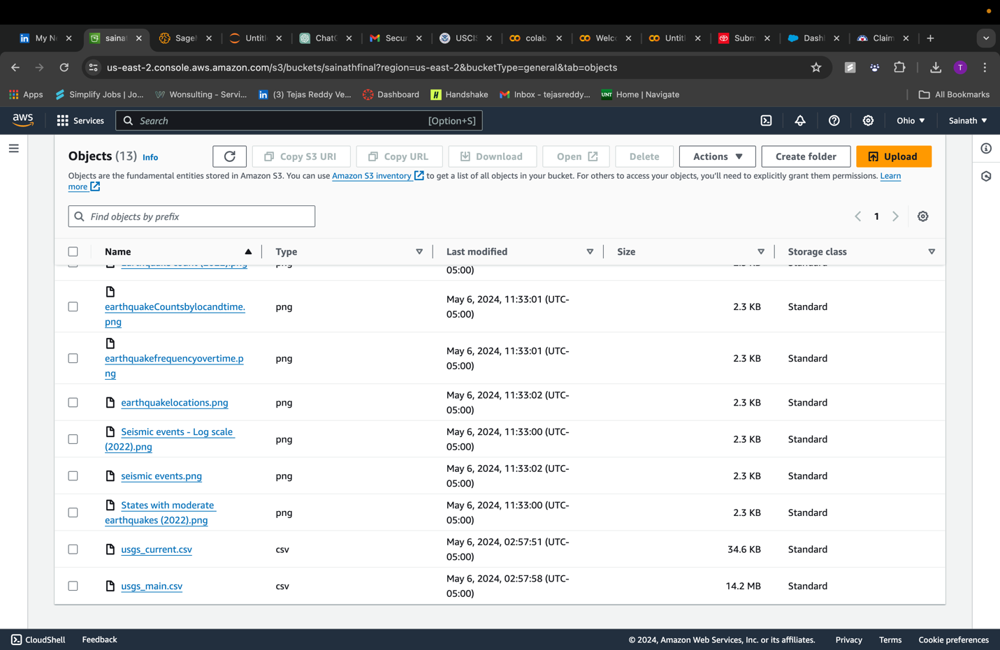 My N
sainat
SageM
Untitl
ChatG
Secur
USCIS
colab
Welco
Untitl
Subm
Dashl
Claim
us-east-2.console.aws.amazon.com/s3/buckets/sainathfinal?region=us-east-2&bucketType=general&tab=objects
T
Apps
Simplify Jobs | Jo...
Wonsulting - Servi...
(3) Tejas Reddy Ve...
Dashboard
Handshake
Inbox - tejasreddy...
UNT Home | Navigate
All Bookmarks
aws
Services
Search
[Option+S]
Ohio
Sainath
Objects (13) Info
Copy S3 URI
Copy URL
Download
Open
Delete
Actions
Create folder
Upload
Objects are the fundamental entities stored in Amazon S3. You can use Amazon S3 inventory to get a list of all objects in your bucket. For others to access your objects, you'll need to explicitly grant them permissions. Learn
more
Find objects by prefix
1
Name Type Last modified Size Storage class
05:00)
earthquakeCountsbylocandtime.
png
png
May 6, 2024, 11:33:01 (UTC-
05:00)
2.3 KB
Standard
earthquakefrequencyovertime.p
ng
png
May 6, 2024, 11:33:01 (UTC-
05:00)
2.3 KB
Standard
earthquakelocations.png
png
May 6, 2024, 11:33:02 (UTC-
05:00)
2.3 KB
Standard
Seismic events - Log scale
(2022).png
png
May 6, 2024, 11:33:00 (UTC-
05:00)
2.3 KB
Standard
seismic events.png
png
May 6, 2024, 11:33:02 (UTC-
05:00)
2.3 KB
Standard
States with moderate
earthquakes (2022).png
png
May 6, 2024, 11:33:00 (UTC-
05:00)
2.3 KB
Standard
usgs_current.csv
csv
May 6, 2024, 02:57:51 (UTC-
05:00)
34.6 KB
Standard
usgs_main.csv
csv
May 6, 2024, 02:57:58 (UTC-
05:00)
14.2 MB
Standard
CloudShell
Feedback
© 2024, Amazon Web Services, Inc. or its affiliates.
Privacy
Terms
Cookie preferences